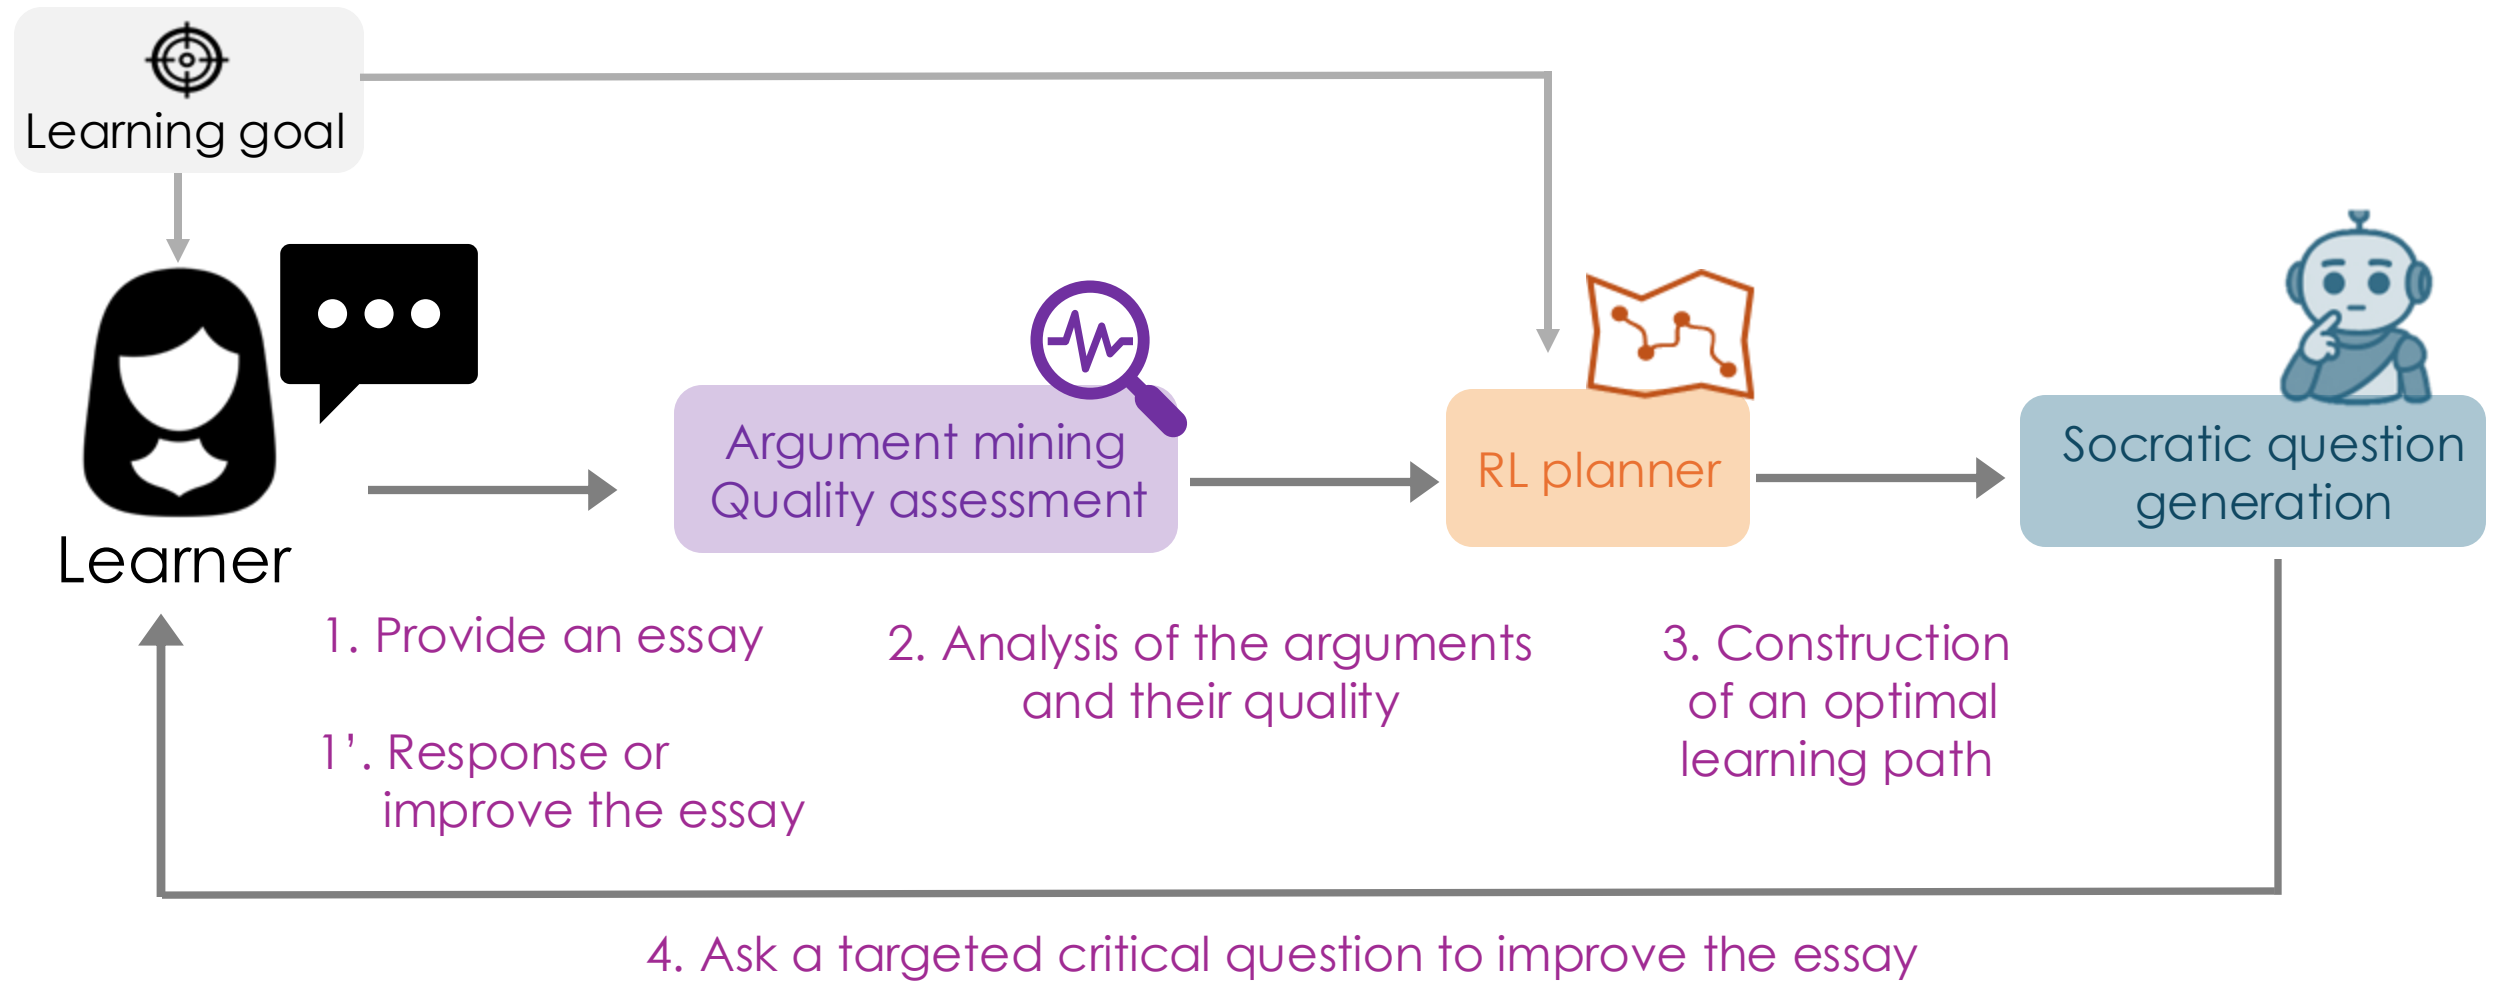 Learning goal
Learner
Argument mining
Quality assessment
RL planner
Socratic question
generation
1. Provide an essay
1’. Response or
improve the essay
2. Analysis of the arguments
and their quality
3. Construction
of an optimal
learning path
4. Ask a targeted critical question to improve the essay